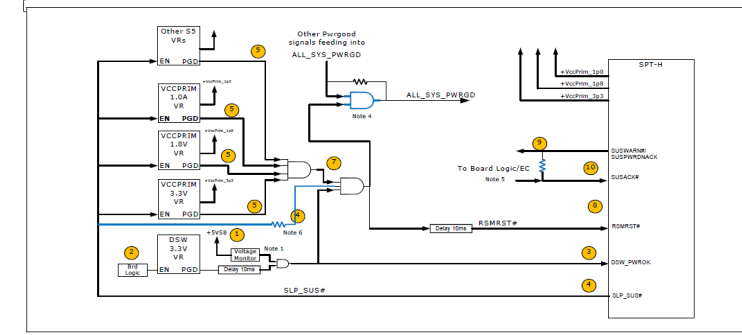 Other S5
VRs
EN PGD
5
Other Pwrgood
signals feeding into
ALL_SYS_PWRGD
ALL_SYS_PWRGD
Note 4
SPT-H
+VccPrim_1p0
+VccPrim_1p8
+VccPrim_3p3
VCCPRIM
1.0A
VR
EN PGD
+VccPrim_1p0
5
VCCPRIM
1.8V
VR
EN PGD
+VccPrim_1p8
5
VCCPRIM
3.3V
VR
EN PGD
+VccPrim_3p3
5
7
4
Note 6
9
SUSWARN#/
SUSPWRDNACK
To Board Logic/EC
Note 5
10
SUSACK#
8
RSMRST#
Delay 10ms
RSMRST#
2
Brd
Logic
DSW
3.3V
VR
EN PGD
+5VSB
1
Voltage
Monitor
Note 1
Delay 10ms
3
DSW_PWROK
4
SLP_SUS#
SLP_SUS#